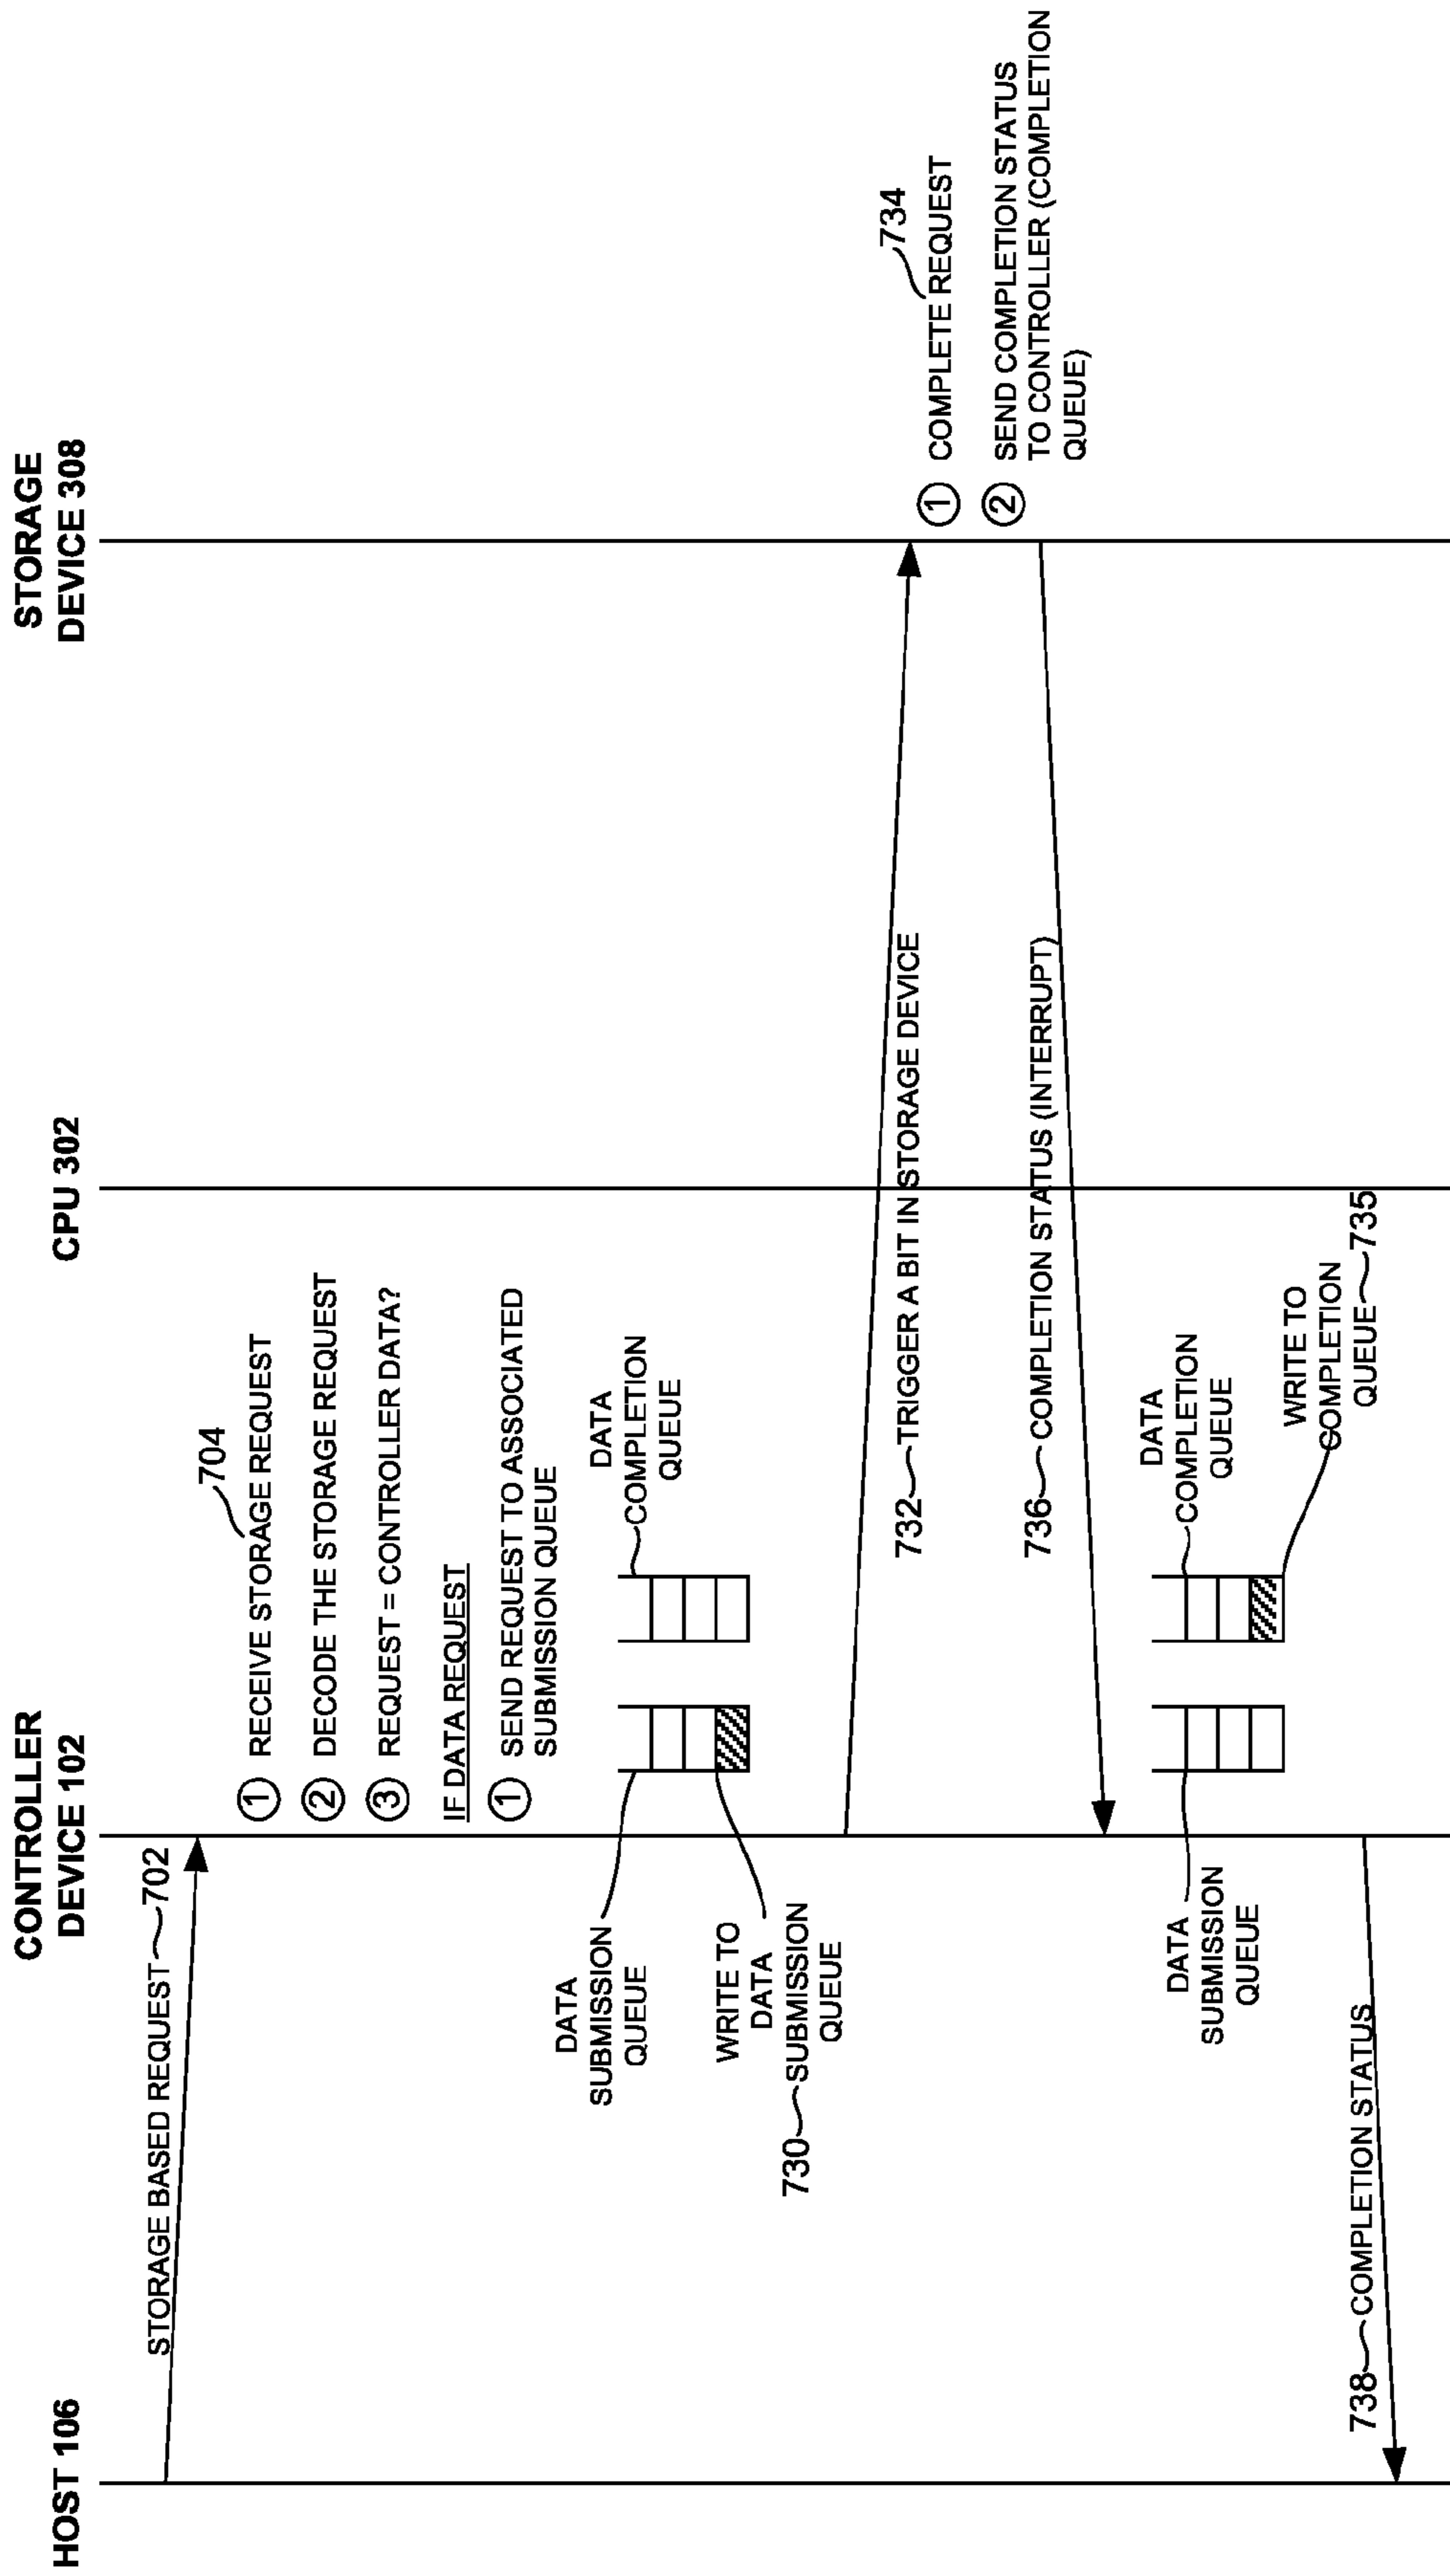 HOST 106
CONTROLLER
DEVICE 102
CPU 302
STORAGE
DEVICE 308
STORAGE BASED REQUEST 702
704
1 RECEIVE STORAGE REQUEST
2 DECODE THE STORAGE REQUEST
3 REQUEST = CONTROLLER DATA?
IF DATA REQUEST
1 SEND REQUEST TO ASSOCIATED
SUBMISSION QUEUE
DATA
SUBMISSION
QUEUE
DATA
COMPLETION
QUEUE
WRITE TO
DATA
730 SUBMISSION
QUEUE
732 TRIGGER A BIT IN STORAGE DEVICE
734
1 COMPLETE REQUEST
2 SEND COMPLETION STATUS
TO CONTROLLER (COMPLETION
QUEUE)
736 COMPLETION STATUS (INTERRUPT)
DATA
SUBMISSION
QUEUE
DATA
COMPLETION
QUEUE
WRITE TO
COMPLETION
QUEUE 735
738 COMPLETION STATUS